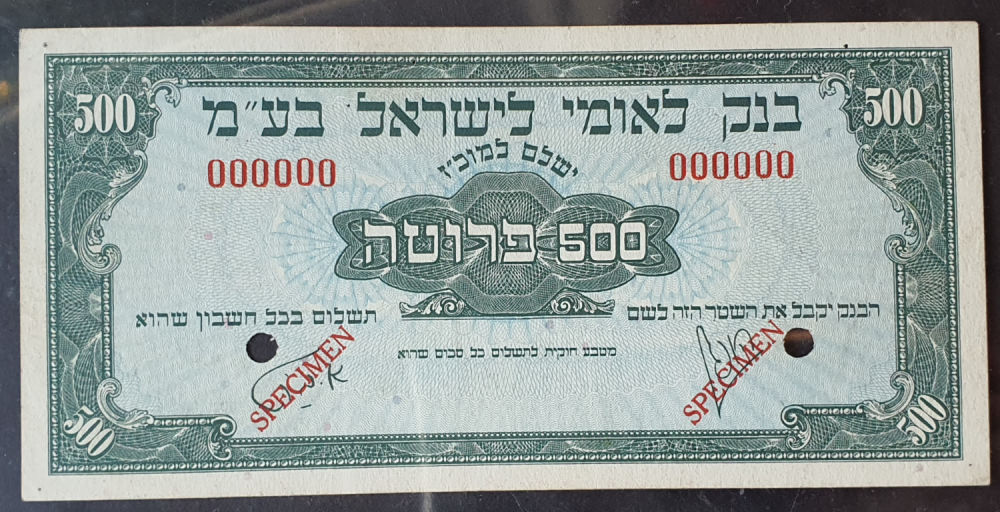 500 500
בנק לאומי לישראל בע״מ
000000 000000
ישלם למוכ״ז
500 פרוטה
הבנק יקבל את השטר הזה לשם תשלום בכל חשבון שהוא
מטבע חוקית לתשלום כל סכום שהוא
SPECIMEN SPECIMEN
500 500